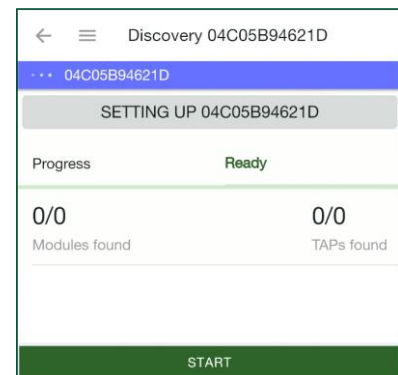 Discovery 04C05B94621D
04C05B94621D
SETTING UP 04C05B94621D
Progress Ready
0/0 0/0
Modules found TAPs found
START